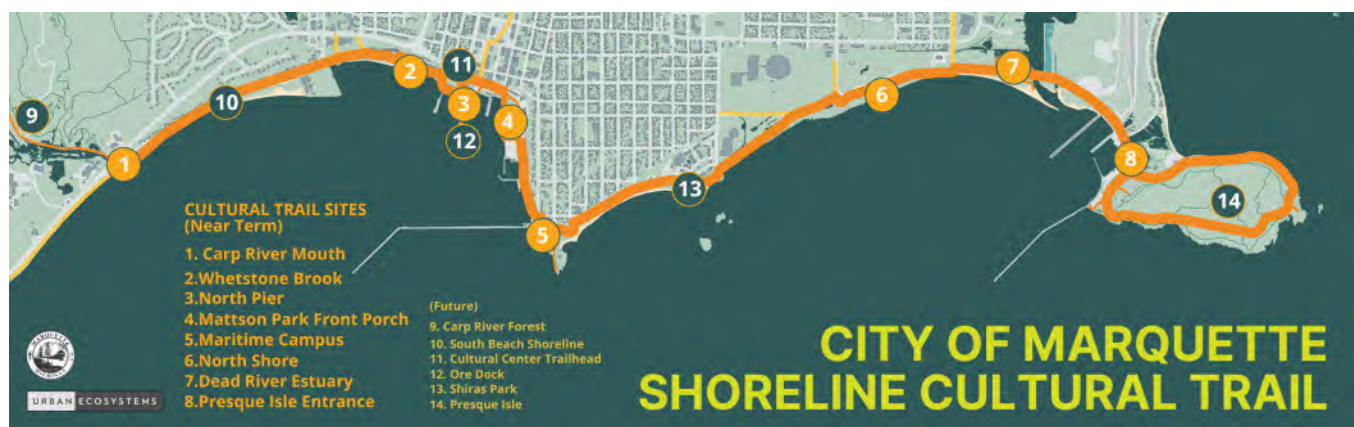 9
10
1
2
11
3
12
4
5
13
6
7
8
14
CULTURAL TRAIL SITES
(Near Term)
1. Carp River Mouth
2.Whetstone Brook
3.North Pier
4.Mattson Park Front Porch
5.Maritime Campus
6.North Shore
7.Dead River Estuary
8.Presque Isle Entrance
(Future)
9. Carp River Forest
10. South Beach Shoreline
11. Cultural Center Trailhead
12. Ore Dock
13. Shiras Park
14. Presque Isle
MARQUETTE
MICHIGAN
URBAN ECOSYSTEMS
CITY OF MARQUETTE
SHORELINE CULTURAL TRAIL